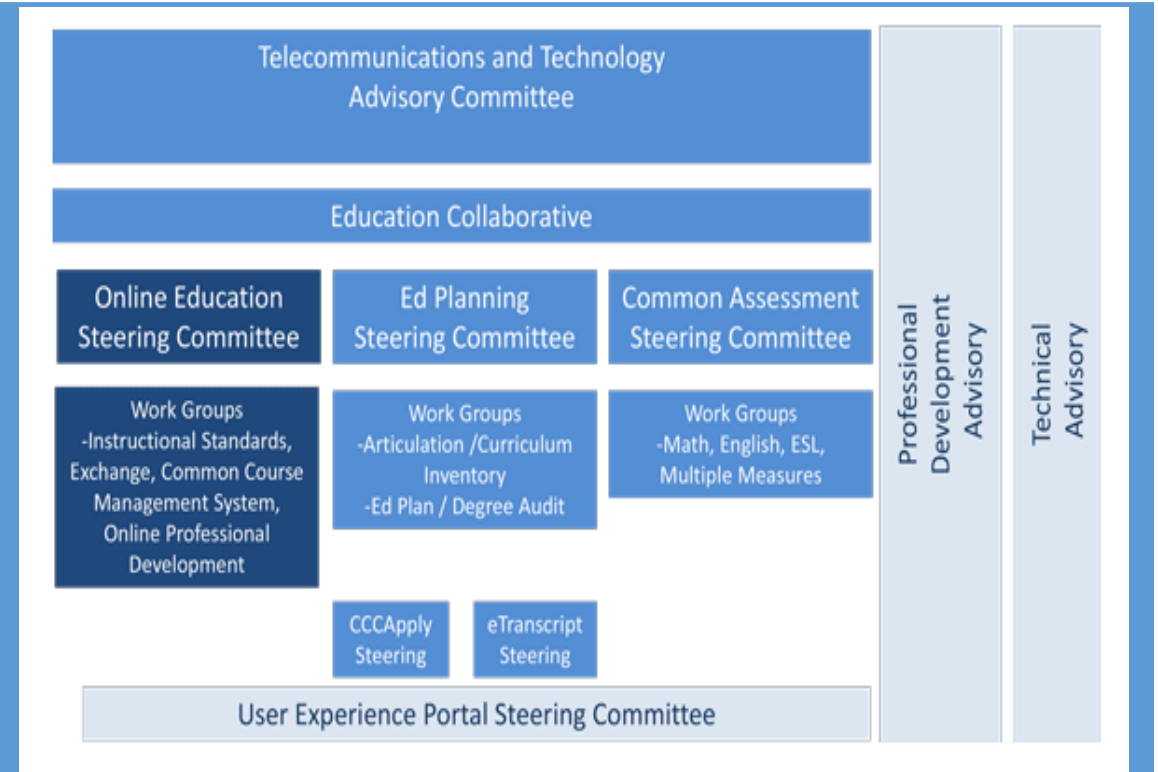 Telecommunications and Technology
Advisory Committee
Education Collaborative
Online Education
Steering Committee
Ed Planning
Steering Committee
Common Assessment
Steering Committee
Work Groups
-Instructional Standards,
Exchange, Common Course
Management System,
Online Professional
Development
Work Groups
-Articulation /Curriculum
Inventory
-Ed Plan / Degree Audit
Work Groups
-Math, English, ESL,
Multiple Measures
CCCApply
Steering
eTranscript
Steering
User Experience Portal Steering Committee
Professional
Development
Advisory
Technical
Advisory